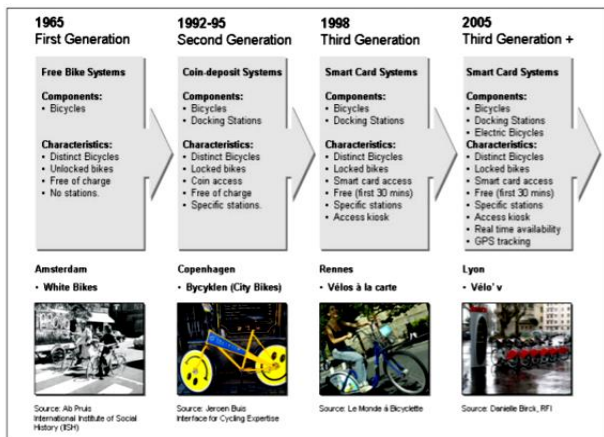 1965
First Generation
Free Bike Systems
Components:
• Bicycles
Characteristics:
• Distinct Bicycles
• Unlocked bikes
• Free of charge
• No stations.
Amsterdam
• White Bikes
Source: Ab Pruis
International Institute of Social
History (IISH)
1992-95
Second Generation
Coin-deposit Systems
Components:
• Bicycles
• Docking Stations
Characteristics:
• Distinct Bicycles
• Locked bikes
• Coin access
• Free of charge
• Specific stations.
Copenhagen
• Bycyklen (City Bikes)
Source: Jeroen Buis
Interface for Cycling Expertise
1998
Third Generation
Smart Card Systems
Components:
• Bicycles
• Docking Stations
Characteristics:
• Distinct Bicycles
• Locked bikes
• Smart card access
• Free (first 30 mins)
• Specific stations
• Access kiosk
Rennes
• Vélos à la carte
Source: Le Monde à Bicyclette
2005
Third Generation +
Smart Card Systems
Components:
• Bicycles
• Docking Stations
• Electric Bicycles
Characteristics:
• Distinct Bicycles
• Locked bikes
• Smart card access
• Free (first 30 mins)
• Specific stations
• Access kiosk
• Real time availability
• GPS tracking
Lyon
• Vélo' v
Source: Danielle Birck, RFI